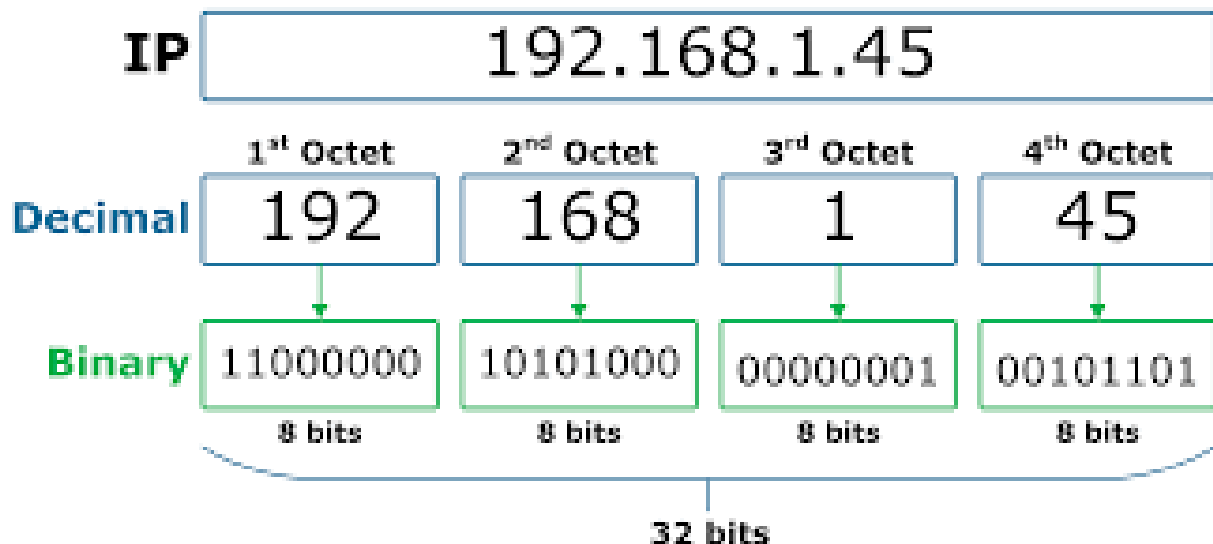 IP 192.168.1.45
1st Octet 2nd Octet 3rd Octet 4th Octet
Decimal 192 168 1 45
Binary 11000000 10101000 00000001 00101101
8 bits 8 bits 8 bits 8 bits
32 bits